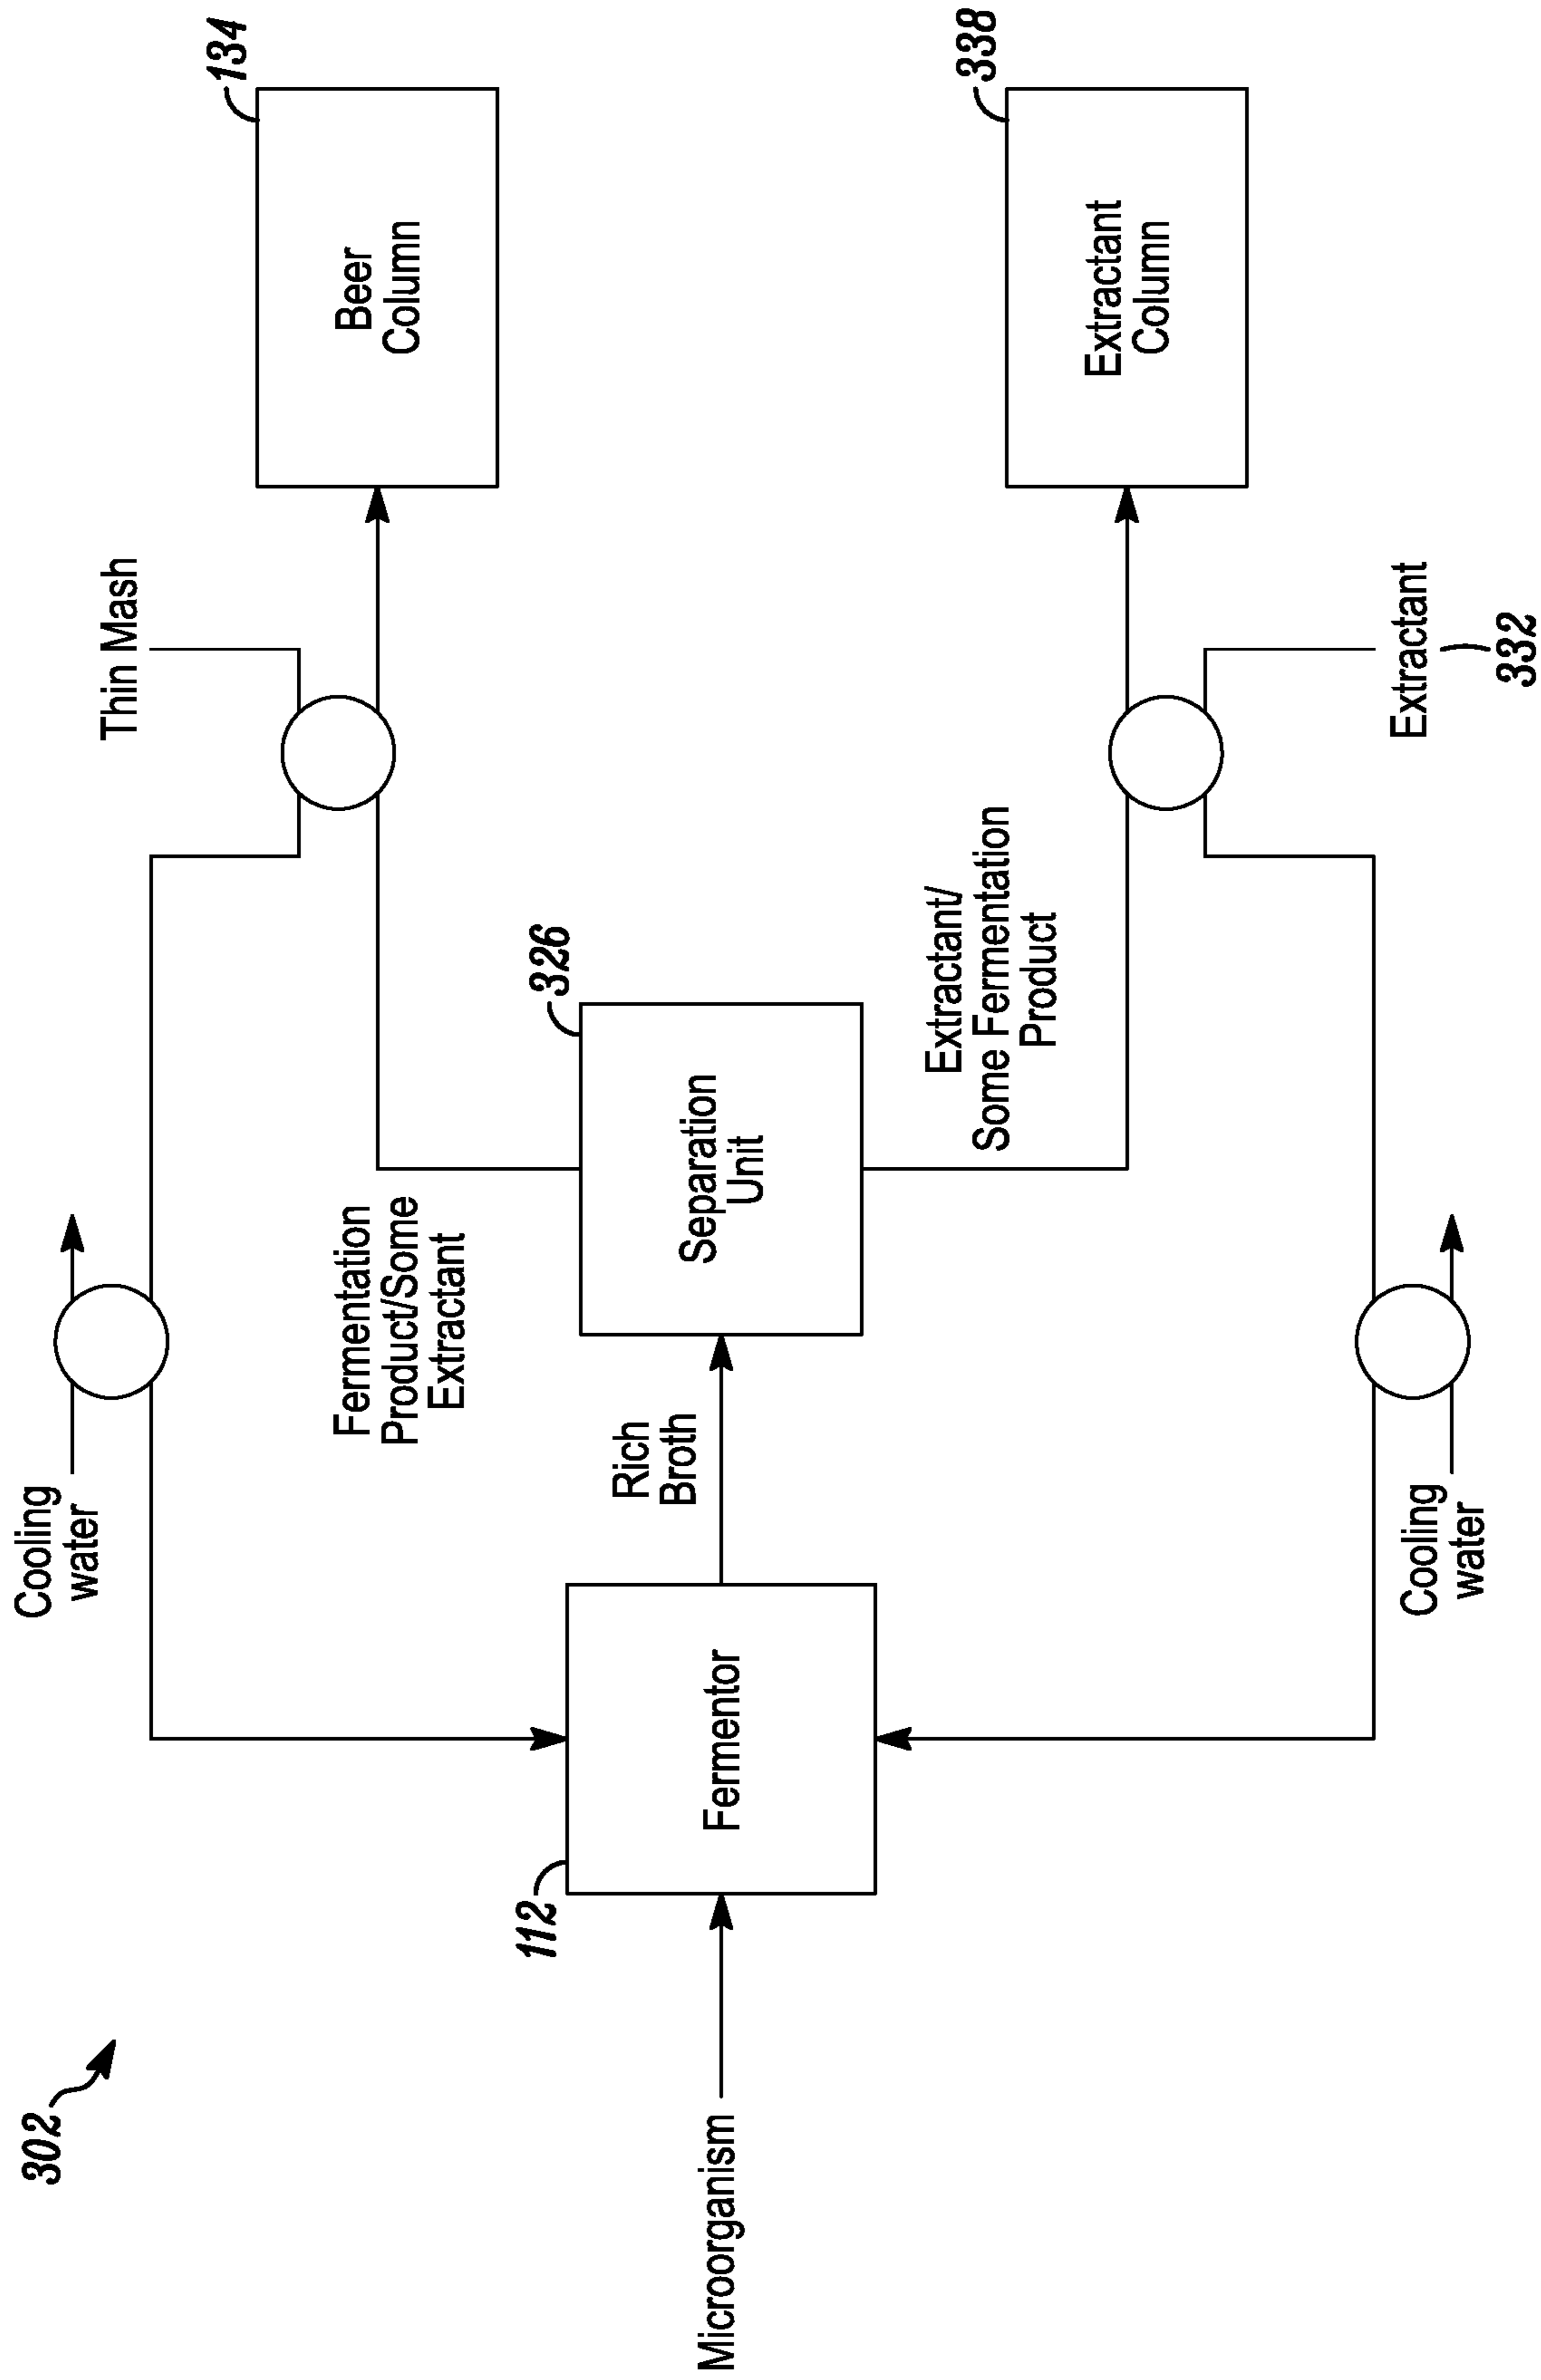 302
Cooling
water
Thin Mash
134
Beer
Column
Fermentation
Product/Some
Extractant
326
Rich
Broth
Separation
Unit
112
Fermentor
Microorganism
Extractant/
Some Fermentation
Product
338
Extractant
Column
Cooling
water
Extractant
332